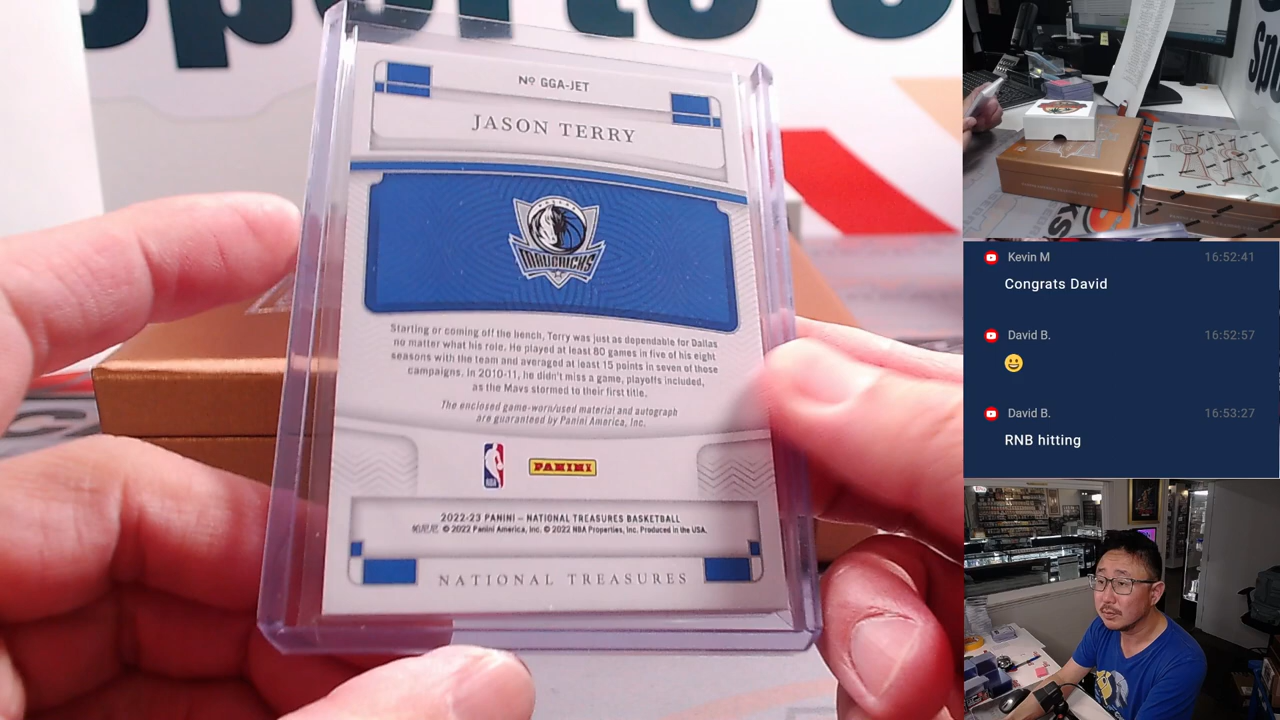 Nº GGA-JET
JASON TERRY
MAVERICKS
Starting or coming off the bench, Terry was just as dependable for Dallas
no matter what his role. He played at least 80 games in five of his eight
seasons with the team and averaged at least 15 points in seven of those
campaigns. In 2010-11, he didn't miss a game, playoffs included,
as the Mavs stormed to their first title.
The enclosed game-worn/used material and autograph
are guaranteed by Panini America, Inc.
PANINI
2022-23 PANINI – NATIONAL TREASURES BASKETBALL
© 2022 Panini America, Inc. © 2022 NBA Properties, Inc. Produced in the USA.
NATIONAL TREASURES
Kevin M 16:52:41
Congrats David
David B. 16:52:57
David B. 16:53:27
RNB hitting